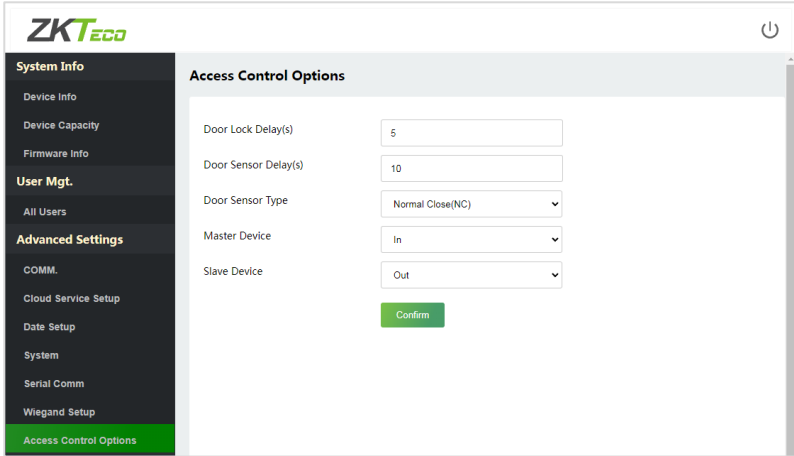 ZKTeco
System Info
Device Info
Device Capacity
Firmware Info
User Mgt.
All Users
Advanced Settings
COMM.
Cloud Service Setup
Date Setup
System
Serial Comm
Wiegand Setup
Access Control Options
Access Control Options
Door Lock Delay(s) 5
Door Sensor Delay(s) 10
Door Sensor Type Normal Close(NC)
Master Device In
Slave Device Out
Confirm